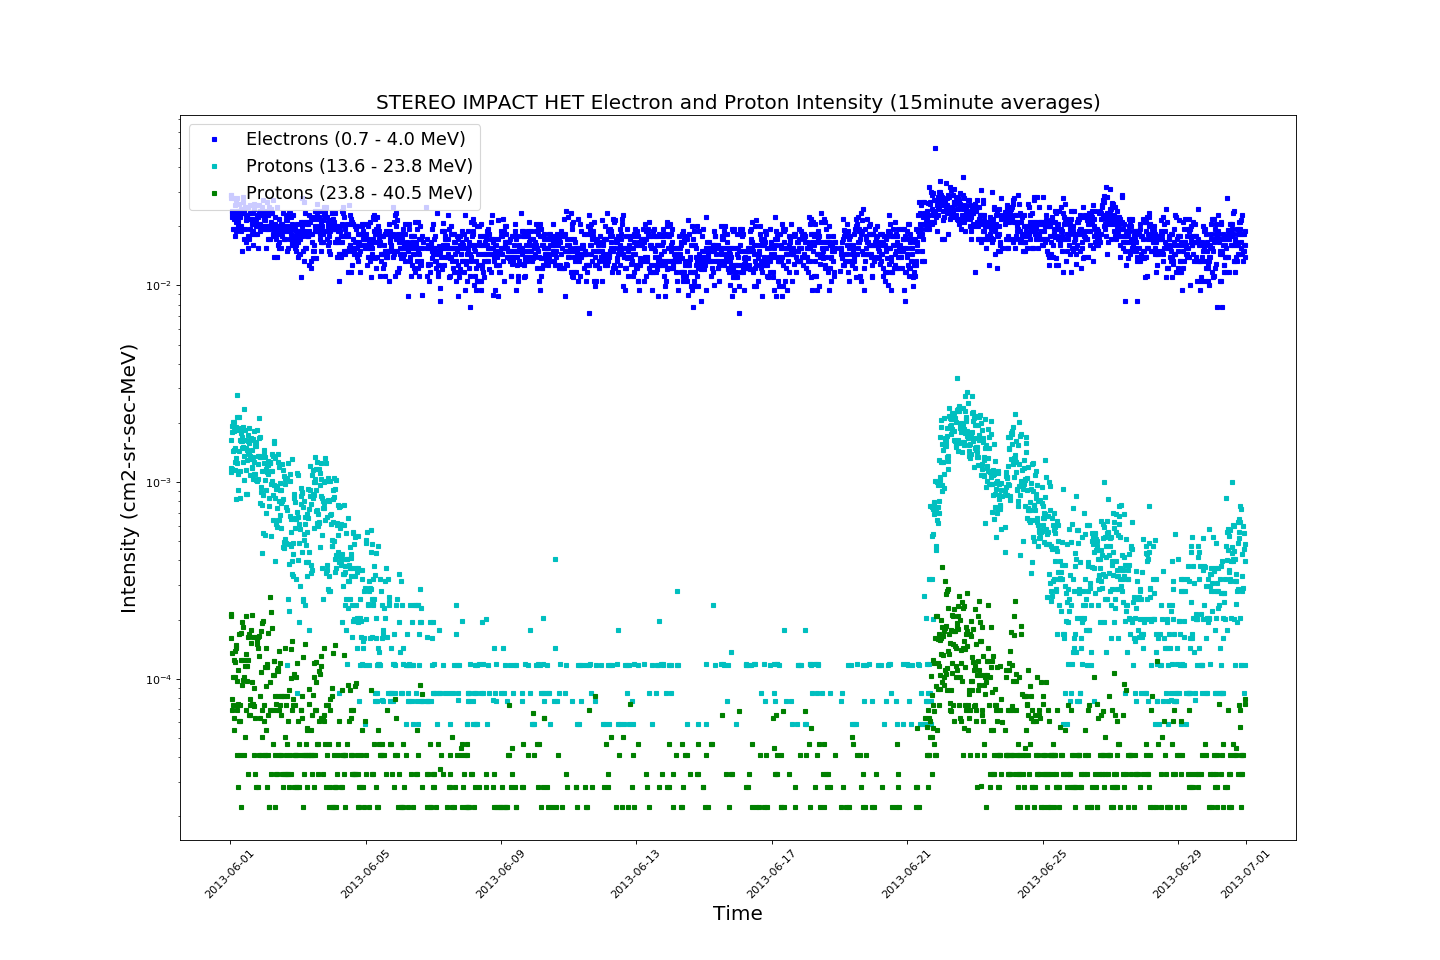 STEREO IMPACT HET Electron and Proton Intensity (15minute averages)
Electrons (0.7 - 4.0 MeV)
Protons (13.6 - 23.8 MeV)
Protons (23.8 - 40.5 MeV)
Intensity (cm2-sr-sec-MeV)
10⁻²
10⁻³
10⁻⁴
2013-06-01
2013-06-05
2013-06-09
2013-06-13
2013-06-17
2013-06-21
2013-06-25
2013-06-29
2013-07-01
Time